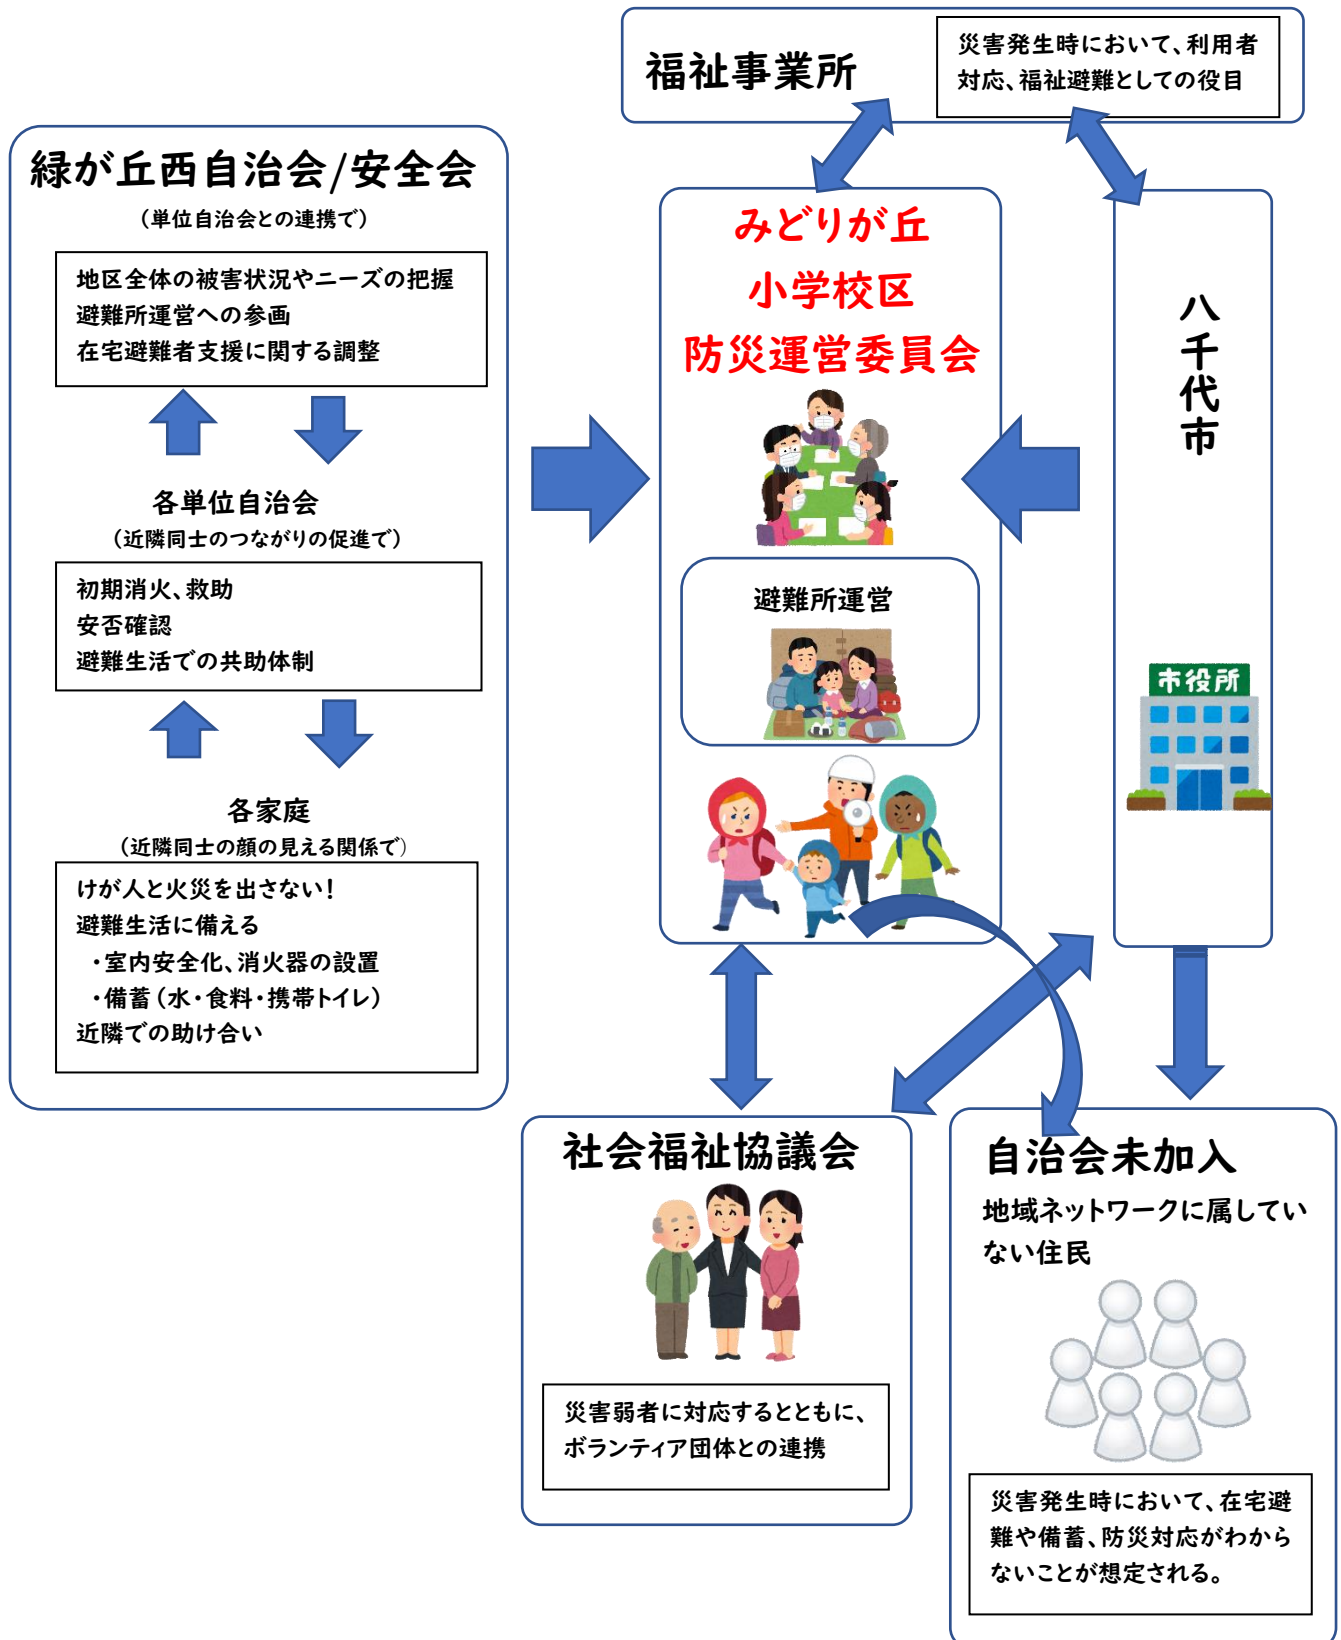 福祉事業所
災害発生時において、利用者
対応、福祉避難としての役目
緑が丘西自治会/安全会
(単位自治会との連携で)
地区全体の被害状況やニーズの把握
避難所運営への参画
在宅避難者支援に関する調整
各単位自治会
(近隣同士のつながりの促進で)
初期消火、救助
安否確認
避難生活での共助体制
各家庭
(近隣同士の顔の見える関係で)
けが人と火災を出さない!
避難生活に備える
・室内安全化、消火器の設置
・備蓄(水・食料・携帯トイレ)
近隣での助け合い
みどりが丘
小学校区
防災運営委員会
避難所運営
八千代市
市役所
社会福祉協議会
災害弱者に対応するとともに、
ボランティア団体との連携
自治会未加入
地域ネットワークに属してい
ない住民
災害発生時において、在宅避
難や備蓄、防災対応がわから
ないことが想定される。